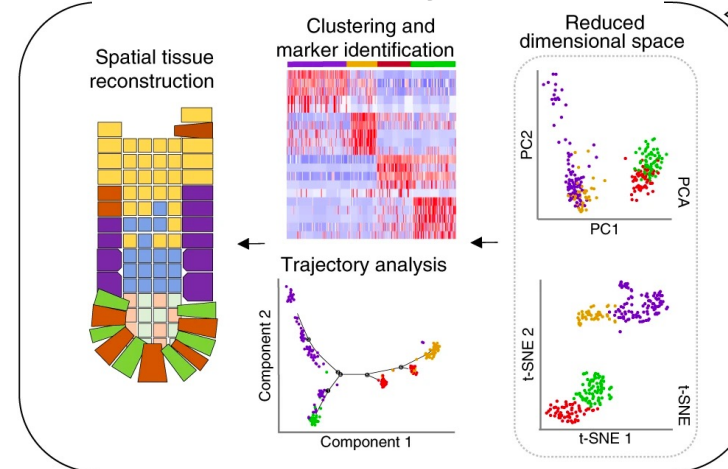 Spatial tissue
reconstruction
Clustering and
marker identification
Trajectory analysis
Component 2
Component 1
Reduced
dimensional space
PC2
PC1
PCA
t-SNE 2
t-SNE 1
t-SNE